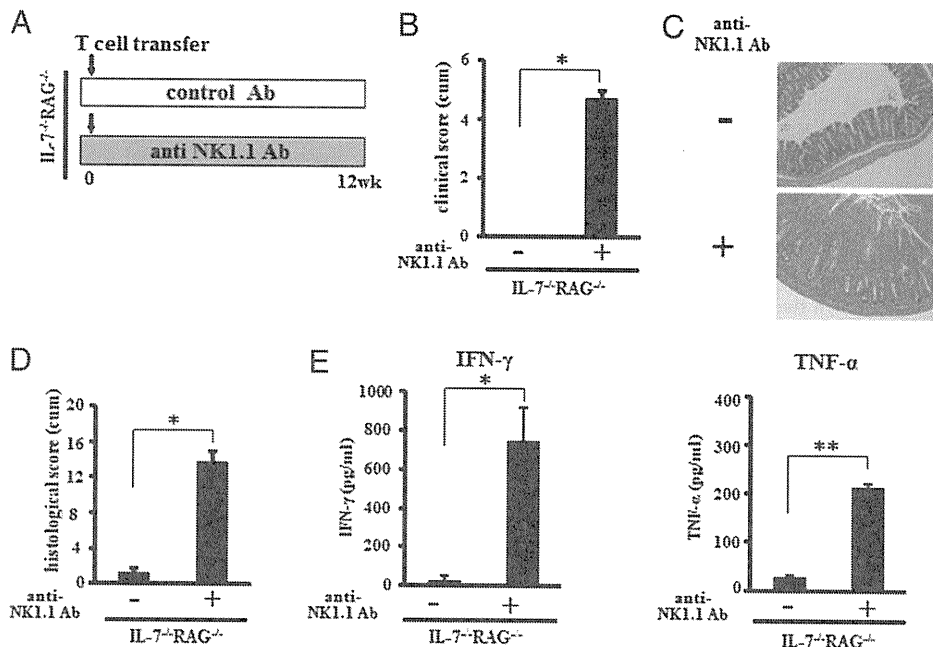 A
T cell transfer
IL-7-/-RAG-/-
control Ab
anti NK1.1 Ab
0
12wk
B
clinical score (cum)
6
4
2
0
*
anti-
NK1.1 Ab
-
+
IL-7-/-RAG-/-
C
anti-
NK1.1 Ab
-
+
D
histological score (cum)
20
16
12
8
4
0
*
anti-
NK1.1 Ab
-
+
IL-7-/-RAG-/-
E
IFN-γ
IFN-γ (pg/ml)
1000
800
600
400
200
0
*
anti-
NK1.1 Ab
-
+
IL-7-/-RAG-/-
TNF-α
TNF-α (pg/ml)
400
300
200
100
0
**
anti-
NK1.1 Ab
-
+
IL-7-/-RAG-/-